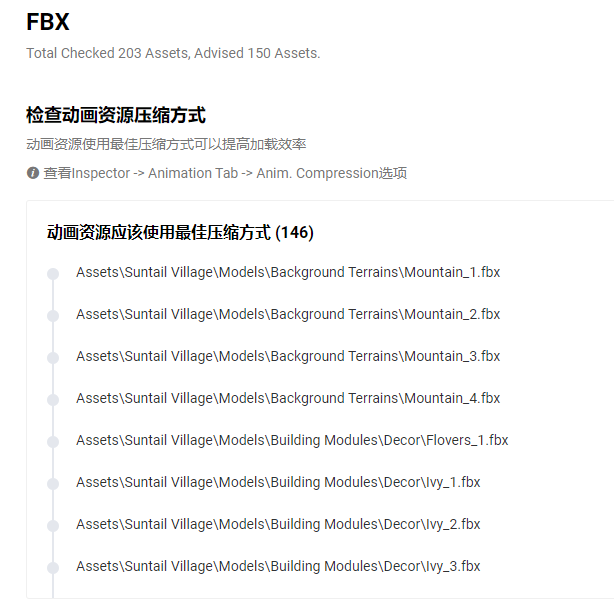 FBX
Total Checked 203 Assets, Advised 150 Assets.
检查动画资源压缩方式
动画资源使用最佳压缩方式可以提高加载效率
查看Inspector -> Animation Tab -> Anim. Compression选项
动画资源应该使用最佳压缩方式 (146)
Assets\Suntail Village\Models\Background Terrains\Mountain_1.fbx
Assets\Suntail Village\Models\Background Terrains\Mountain_2.fbx
Assets\Suntail Village\Models\Background Terrains\Mountain_3.fbx
Assets\Suntail Village\Models\Background Terrains\Mountain_4.fbx
Assets\Suntail Village\Models\Building Modules\Decor\Flovers_1.fbx
Assets\Suntail Village\Models\Building Modules\Decor\Ivy_1.fbx
Assets\Suntail Village\Models\Building Modules\Decor\Ivy_2.fbx
Assets\Suntail Village\Models\Building Modules\Decor\Ivy_3.fbx